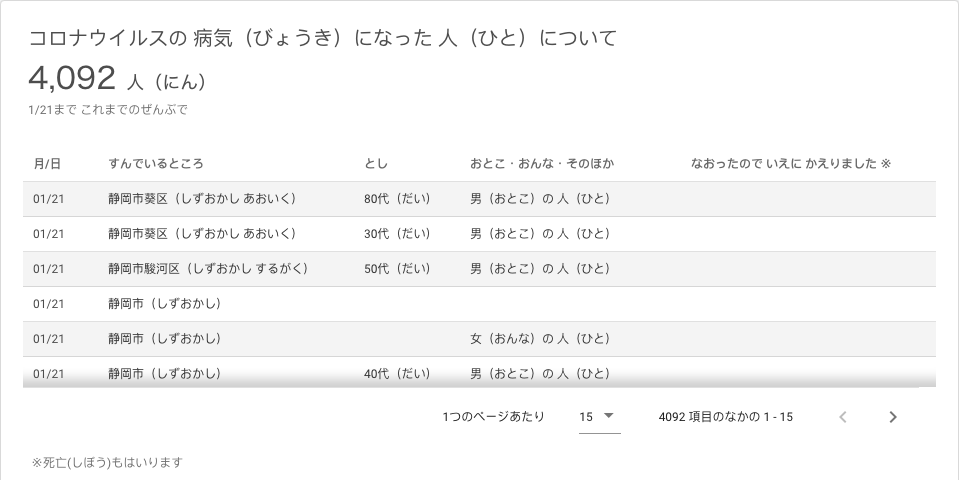 コロナウイルスの 病気（びょうき）になった 人（ひと）について
4,092 人（にん）
1/21まで これまでのぜんぶで
月/日 すんでいるところ とし おとこ・おんな・そのほか なおったので いえに かえりました ※
01/21 静岡市葵区（しずおかし あおいく） 80代（だい） 男（おとこ）の 人（ひと）
01/21 静岡市葵区（しずおかし あおいく） 30代（だい） 男（おとこ）の 人（ひと）
01/21 静岡市駿河区（しずおかし するがく） 50代（だい） 男（おとこ）の 人（ひと）
01/21 静岡市（しずおかし）
01/21 静岡市（しずおかし） 女（おんな）の 人（ひと）
01/21 静岡市（しずおかし） 40代（だい） 男（おとこ）の 人（ひと）
1つのページあたり 15 4092 項目のなかの 1 - 15
※死亡(しぼう)もはいります